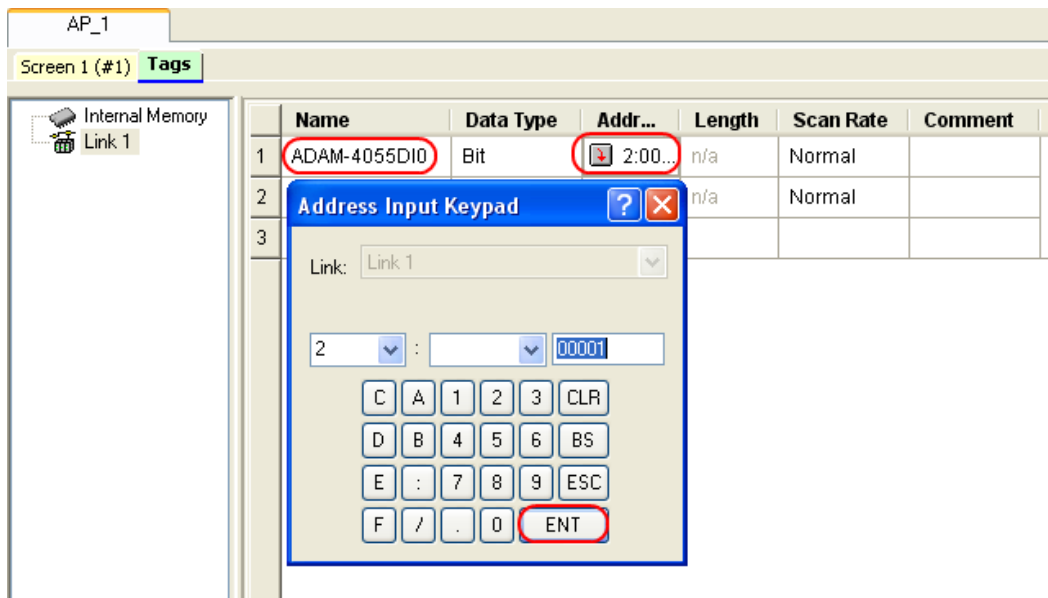 AP_1
Screen 1 (#1) Tags
Internal Memory
Link 1
Name Data Type Addr... Length Scan Rate Comment
1 ADAM-4055DI0 Bit 2:00... n/a Normal
2 n/a Normal
3
Address Input Keypad ?
Link: Link 1
2 : 00001
C A 1 2 3 CLR
D B 4 5 6 BS
E : 7 8 9 ESC
F / . 0 ENT